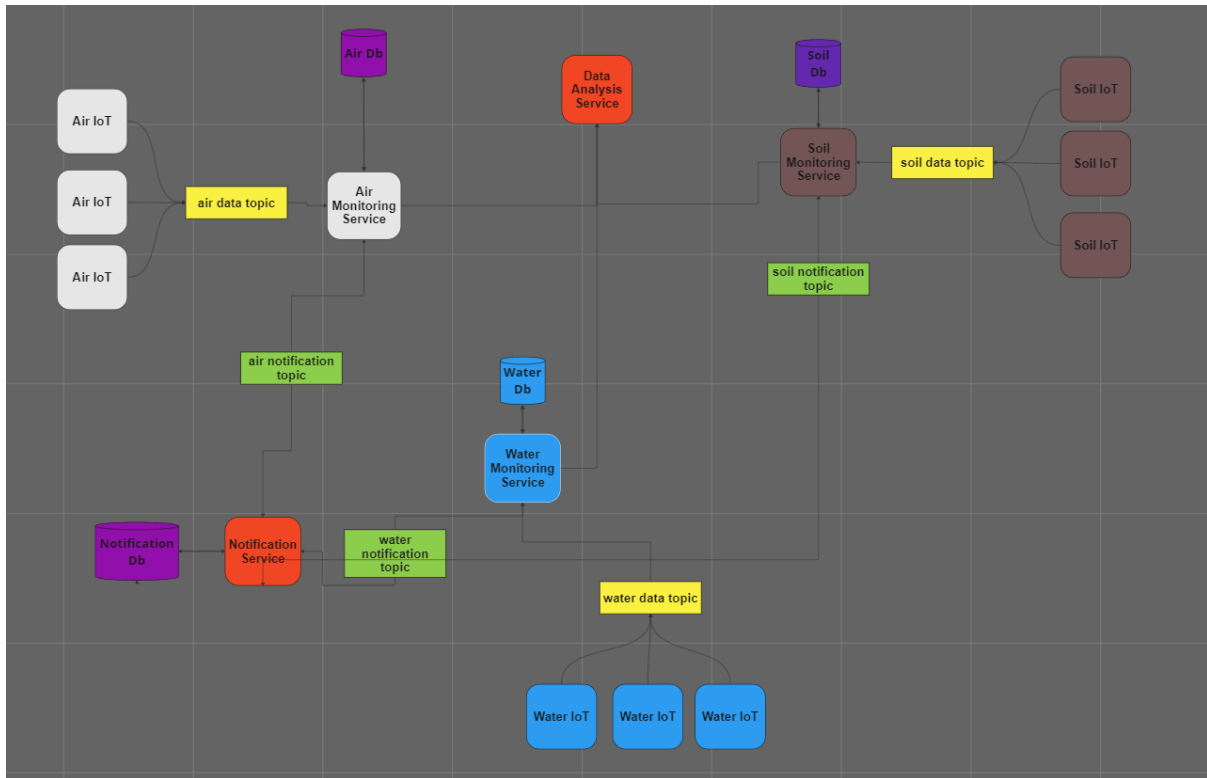 Air Db
Data
Analysis
Service
Soil
Db
Soil IoT
Air IoT
Soil
Monitoring
Service
soil data topic
Soil IoT
Air IoT
air data topic
Air
Monitoring
Service
Soil IoT
Air IoT
soil notification
topic
air notification
topic
Water
Db
Water
Monitoring
Service
Notification
Db
Notification
Service
water
notification
topic
water data topic
Water IoT
Water IoT
Water IoT